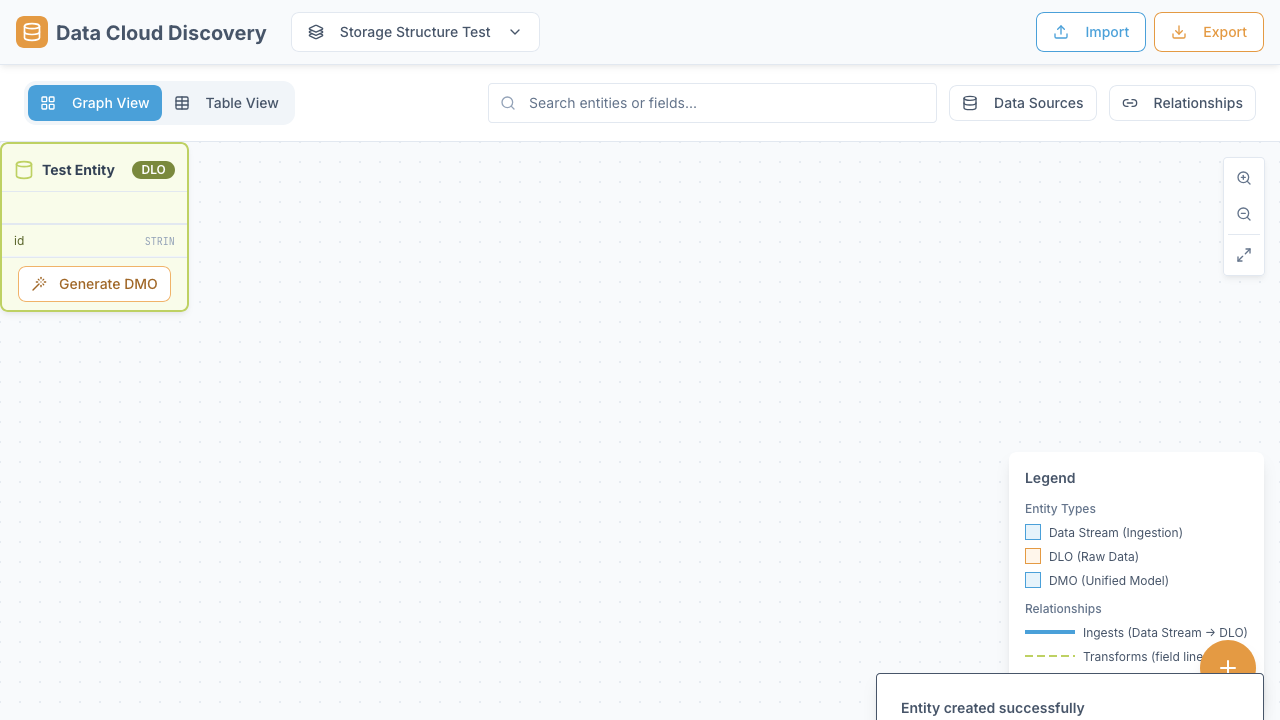 Data Cloud Discovery
Storage Structure Test
Import
Export
Graph View
Table View
Search entities or fields...
Data Sources
Relationships
Test Entity
DLO
id
STRIN
Generate DMO
Legend
Entity Types
Data Stream (Ingestion)
DLO (Raw Data)
DMO (Unified Model)
Relationships
Ingests (Data Stream → DLO)
Transforms (field line
Entity created successfully